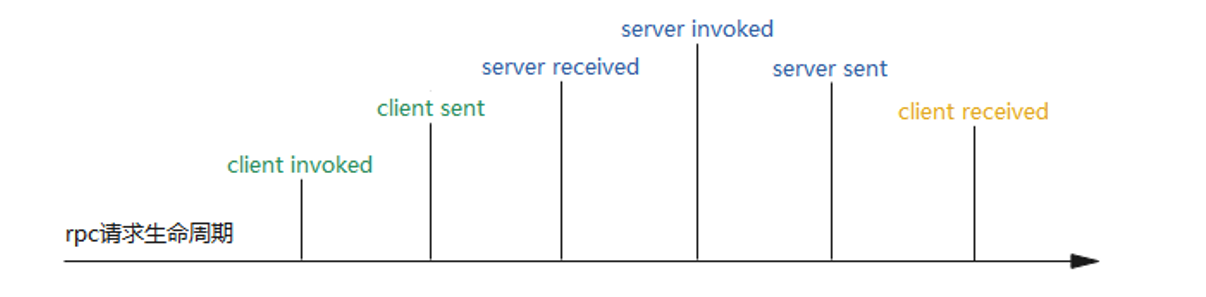 server invoked
server received
server sent
client sent
client received
client invoked
rpc请求生命周期